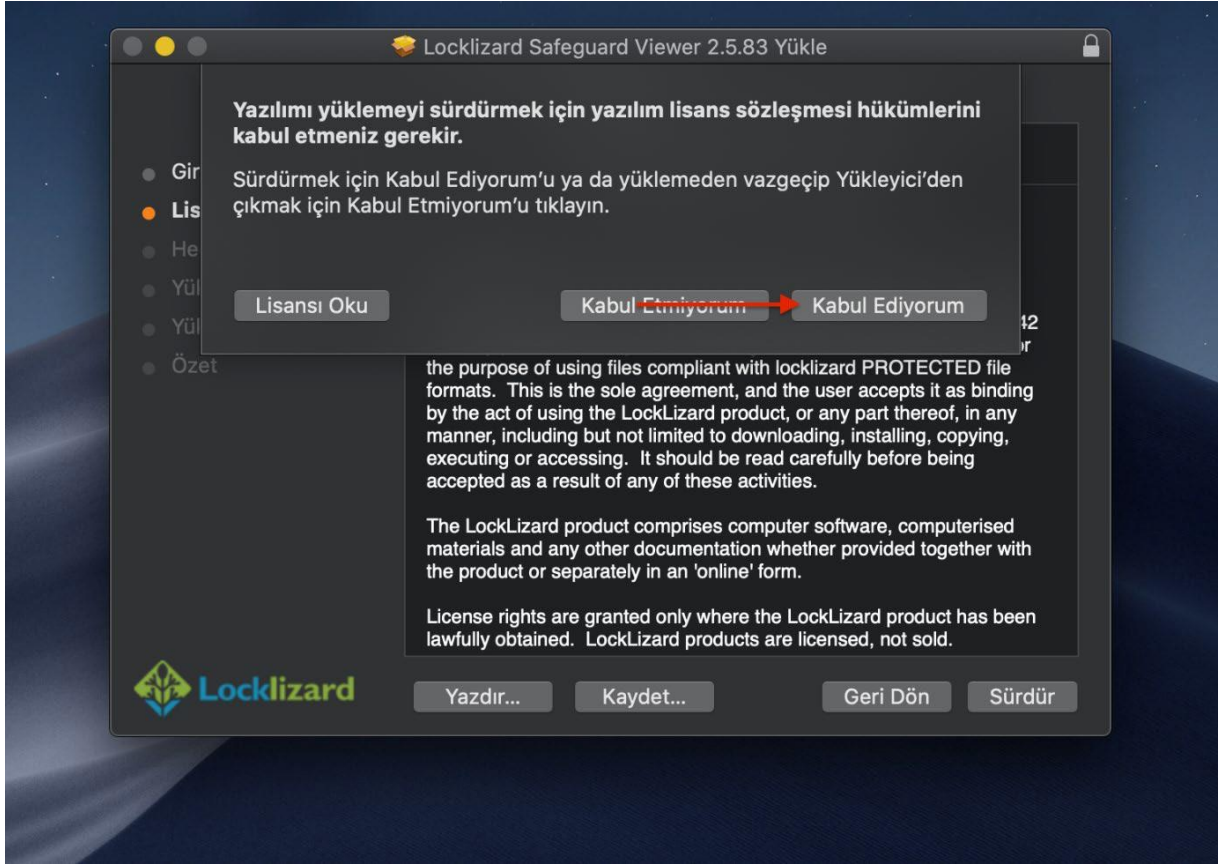 Locklizard Safeguard Viewer 2.5.83 Yükle
Yazılımı yüklemeyi sürdürmek için yazılım lisans sözleşmesi hükümlerini
kabul etmeniz gerekir.
Sürdürmek için Kabul Ediyorum’u ya da yüklemeden vazgeçip Yükleyici’den
çıkmak için Kabul Etmiyorum’u tıklayın.
Lisansı Oku
Kabul Etmiyorum
Kabul Ediyorum
Gir
Lis
He
Yül
Yül
Özet
42
or
the purpose of using files compliant with locklizard PROTECTED file
formats. This is the sole agreement, and the user accepts it as binding
by the act of using the LockLizard product, or any part thereof, in any
manner, including but not limited to downloading, installing, copying,
executing or accessing. It should be read carefully before being
accepted as a result of any of these activities.
The LockLizard product comprises computer software, computerised
materials and any other documentation whether provided together with
the product or separately in an 'online' form.
License rights are granted only where the LockLizard product has been
lawfully obtained. LockLizard products are licensed, not sold.
Locklizard
Yazdır...
Kaydet...
Geri Dön
Sürdür